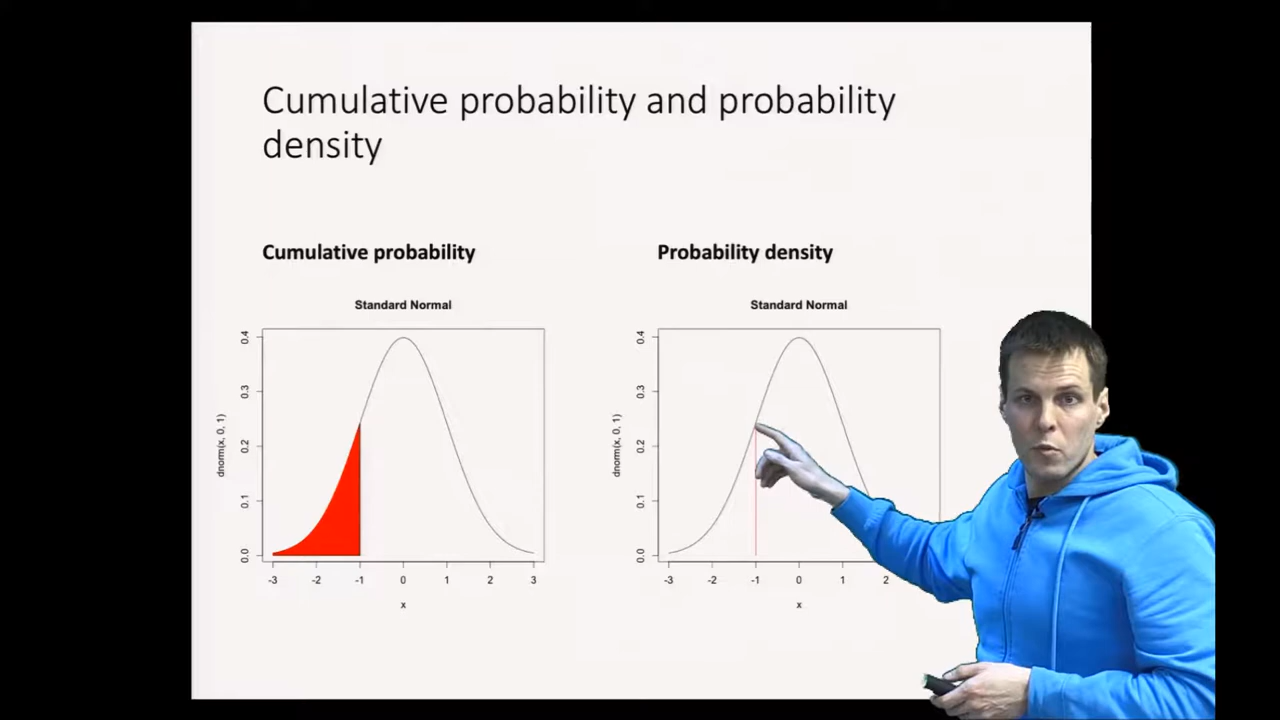 Cumulative probability and probability
density
Cumulative probability
Standard Normal
dnorm(x, 0, 1)
0.4
0.3
0.2
0.1
0.0
-3 -2 -1 0 1 2 3
x
Probability density
Standard Normal
dnorm(x, 0, 1)
0.4
0.3
0.2
0.1
0.0
-3 -2 -1 0 1 2
x